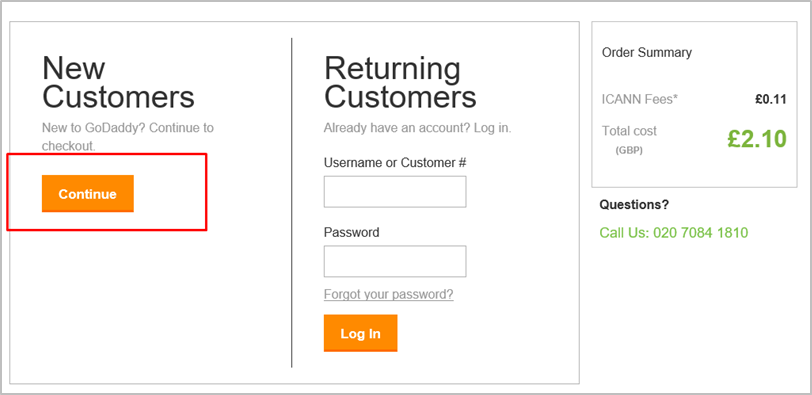 New
Customers
New to GoDaddy? Continue to
checkout.
Continue
Returning
Customers
Already have an account? Log in.
Username or Customer #
Password
Forgot your password?
Log In
Order Summary
ICANN Fees* £0.11
Total cost
(GBP)
£2.10
Questions?
Call Us: 020 7084 1810